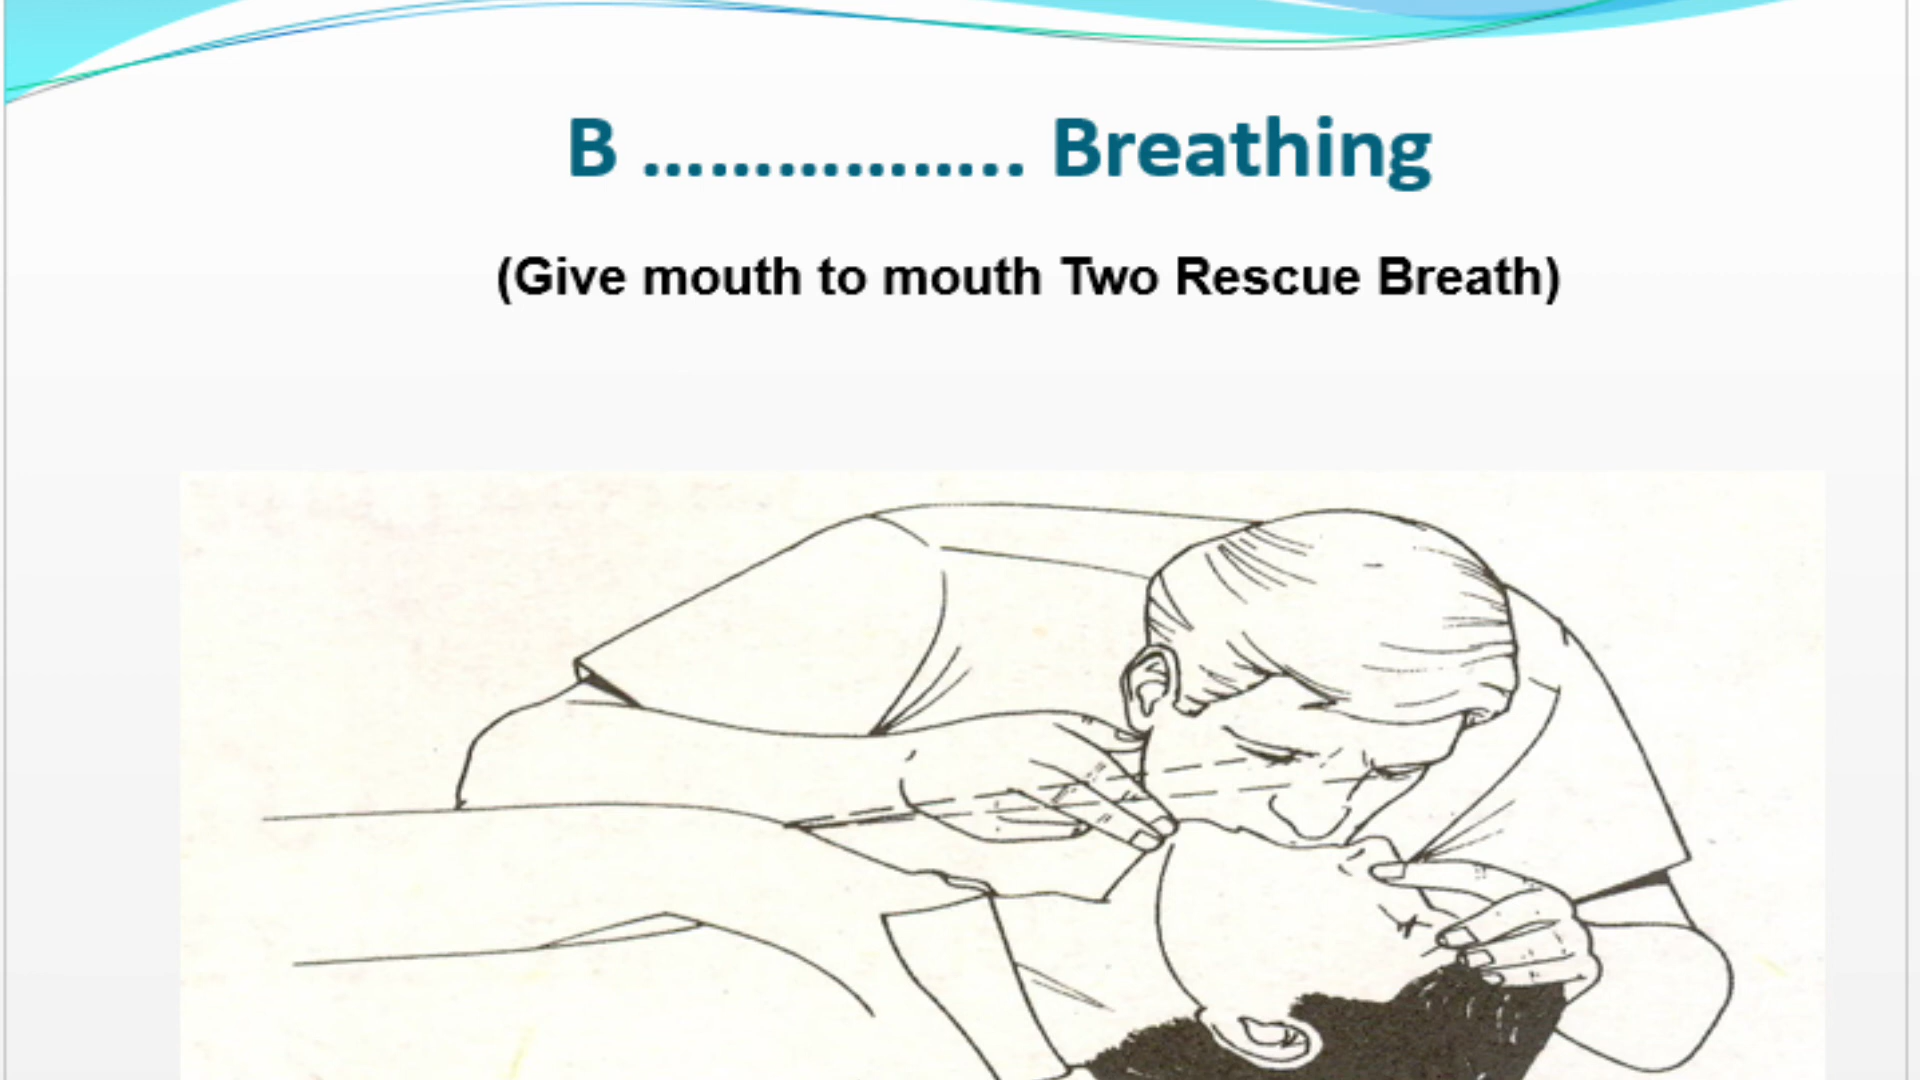 B ................. Breathing
(Give mouth to mouth Two Rescue Breath)